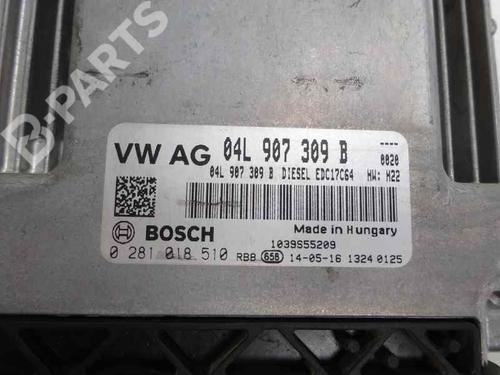 B-PARTS
VW AG 04L 907 309 B ---- 0020
04L 907 309 B DIESEL EDC17C64 HW: H22
Made in Hungary
BOSCH 1039S55209
0 281 018 510 RBB 658 14-05-16 1324 0125